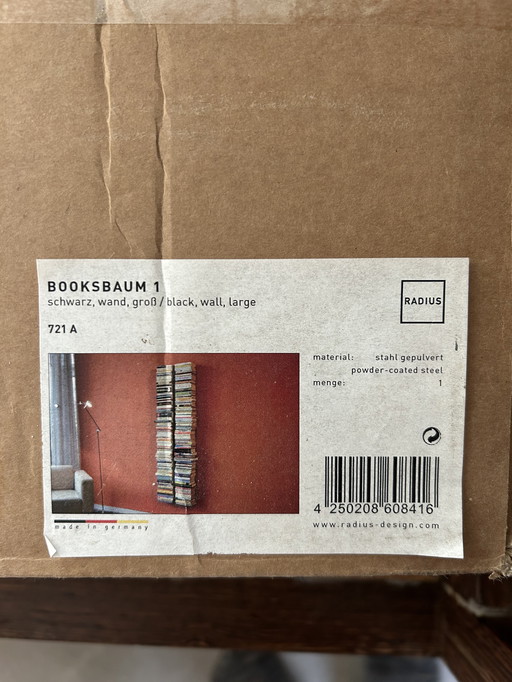 BOOKSBAUM 1
schwarz, wand, groß / black, wall, large
RADIUS
721 A
material: stahl gepulvert
powder-coated steel
menge: 1
4 250208 608416
made in germany
www.radius-design.com